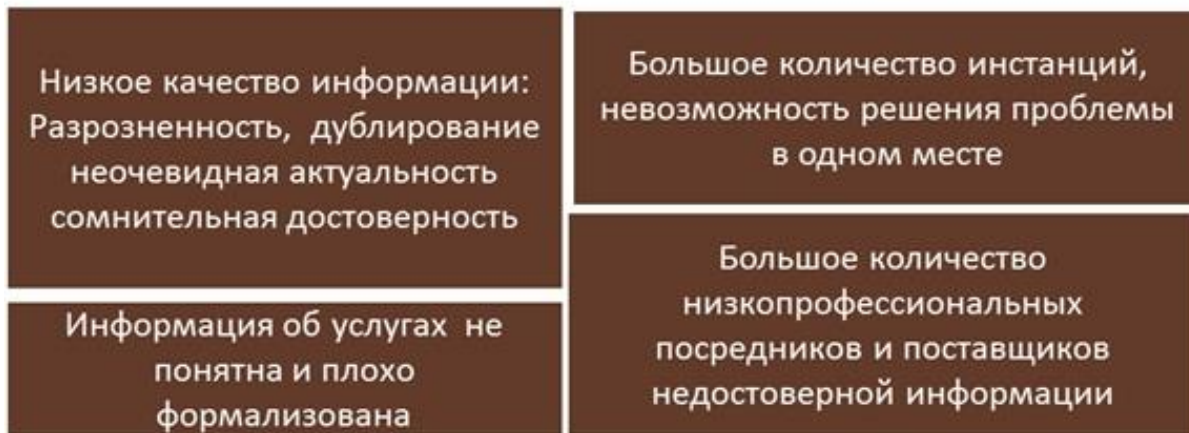 Низкое качество информации:
Разрозненность, дублирование
неочевидная актуальность
сомнительная достоверность
Большое количество инстанций,
невозможность решения проблемы
в одном месте
Информация об услугах не
понятна и плохо
формализована
Большое количество
низкопрофессиональных
посредников и поставщиков
недостоверной информации